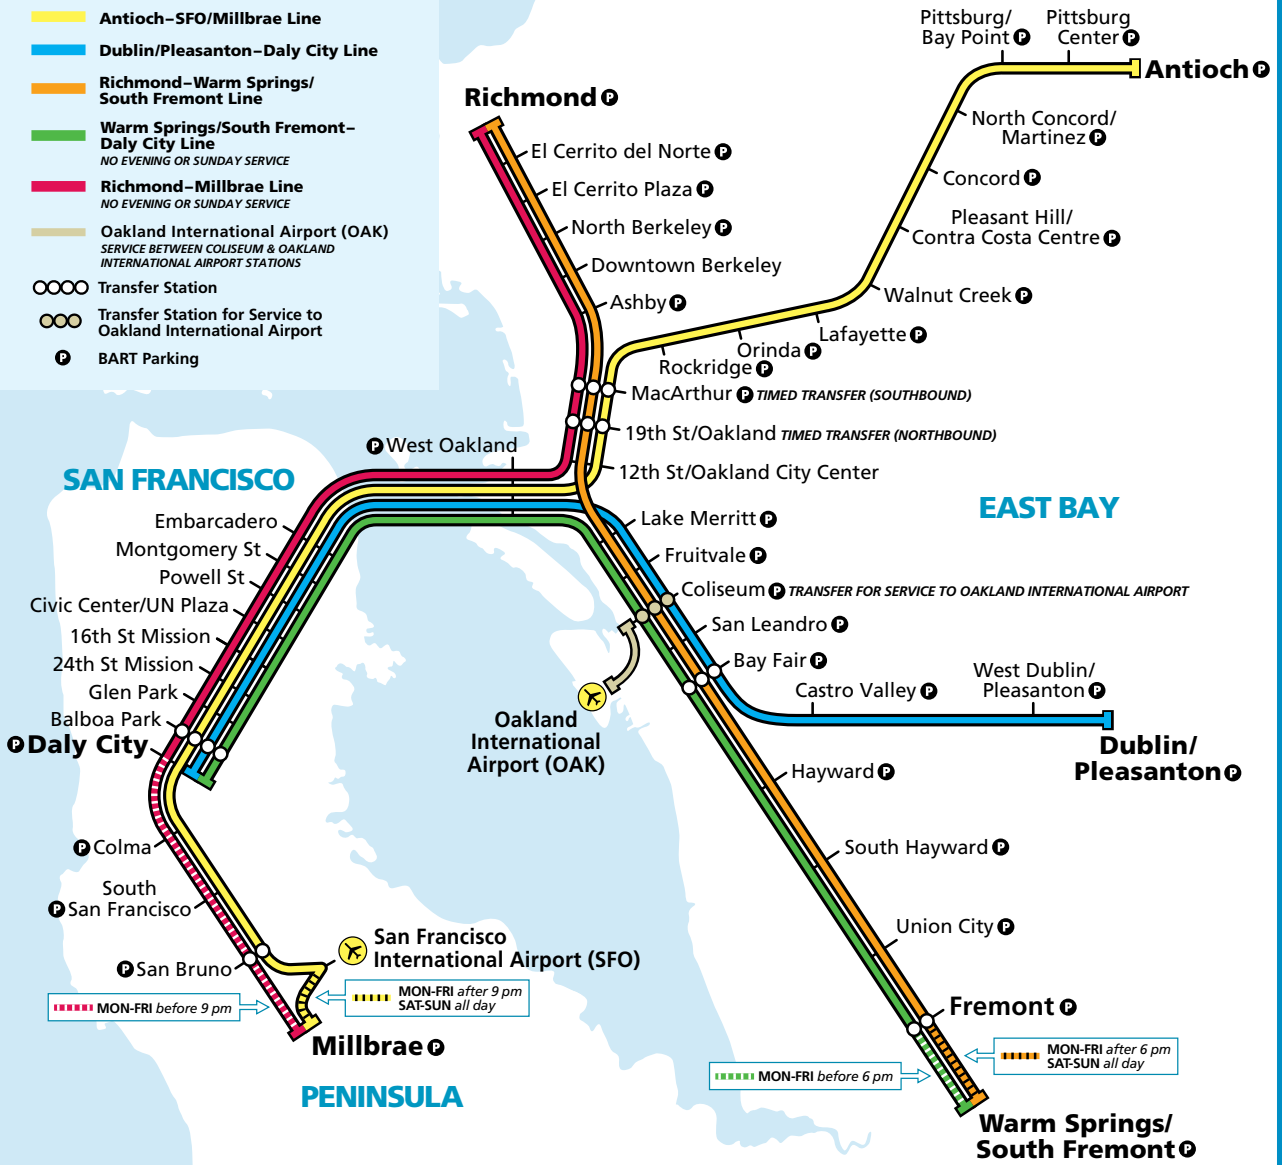 Antioch–SFO/Millbrae Line
Dublin/Pleasanton–Daly City Line
Richmond–Warm Springs/
South Fremont Line
Warm Springs/South Fremont–
Daly City Line
NO EVENING OR SUNDAY SERVICE
Richmond–Millbrae Line
NO EVENING OR SUNDAY SERVICE
Oakland International Airport (OAK)
SERVICE BETWEEN COLISEUM & OAKLAND
INTERNATIONAL AIRPORT STATIONS
Transfer Station
Transfer Station for Service to
Oakland International Airport
P BART Parking
Pittsburg/
Bay Point P
Pittsburg
Center P
Antioch P
North Concord/
Martinez P
Concord P
Pleasant Hill/
Contra Costa Centre P
Walnut Creek P
Lafayette P
Orinda P
Rockridge P
Richmond P
El Cerrito del Norte P
El Cerrito Plaza P
North Berkeley P
Downtown Berkeley
Ashby P
MacArthur P TIMED TRANSFER (SOUTHBOUND)
19th St/Oakland TIMED TRANSFER (NORTHBOUND)
12th St/Oakland City Center
P West Oakland
SAN FRANCISCO
EAST BAY
Embarcadero
Montgomery St
Powell St
Civic Center/UN Plaza
16th St Mission
24th St Mission
Glen Park
Balboa Park
P Daly City
Lake Merritt P
Fruitvale P
Coliseum P TRANSFER FOR SERVICE TO OAKLAND INTERNATIONAL AIRPORT
San Leandro P
Bay Fair P
Castro Valley P
West Dublin/
Pleasanton P
Dublin/
Pleasanton P
Oakland
International
Airport (OAK)
Hayward P
South Hayward P
Union City P
Fremont P
MON-FRI after 6 pm
SAT-SUN all day
MON-FRI before 6 pm
Warm Springs/
South Fremont P
P Colma
South
P San Francisco
P San Bruno
San Francisco
International Airport (SFO)
MON-FRI before 9 pm
MON-FRI after 9 pm
SAT-SUN all day
Millbrae P
PENINSULA